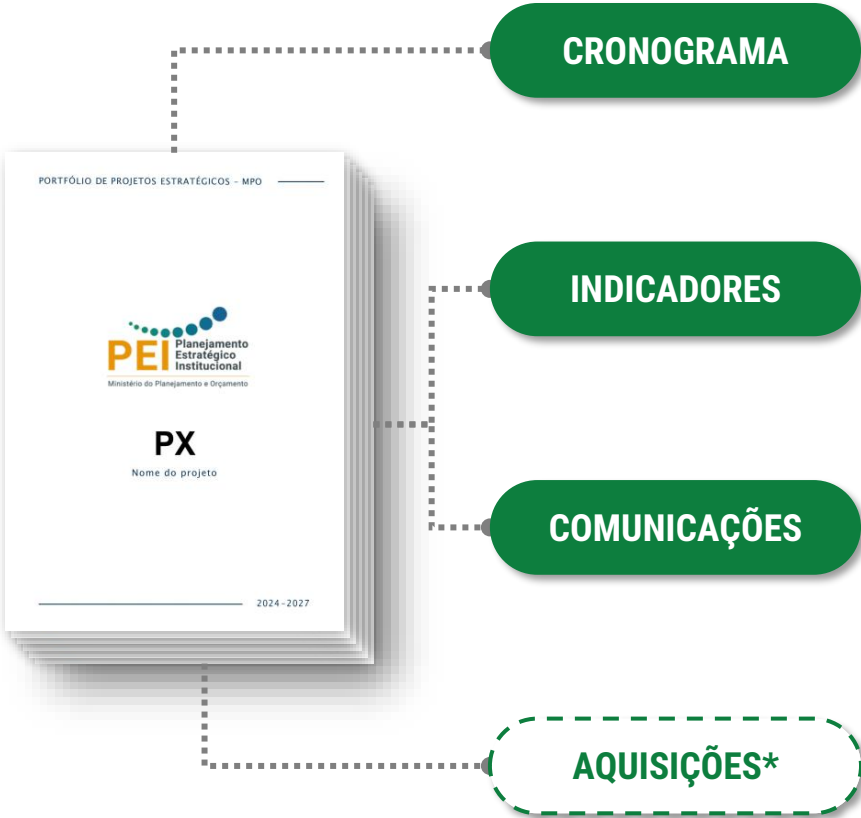 CRONOGRAMA
PORTFÓLIO DE PROJETOS ESTRATÉGICOS - MPO
INDICADORES
PEI
Planejamento
Estratégico
Institucional
Ministério do Planejamento e Orçamento
PX
Nome do projeto
COMUNICAÇÕES
2024-2027
AQUISIÇÕES*